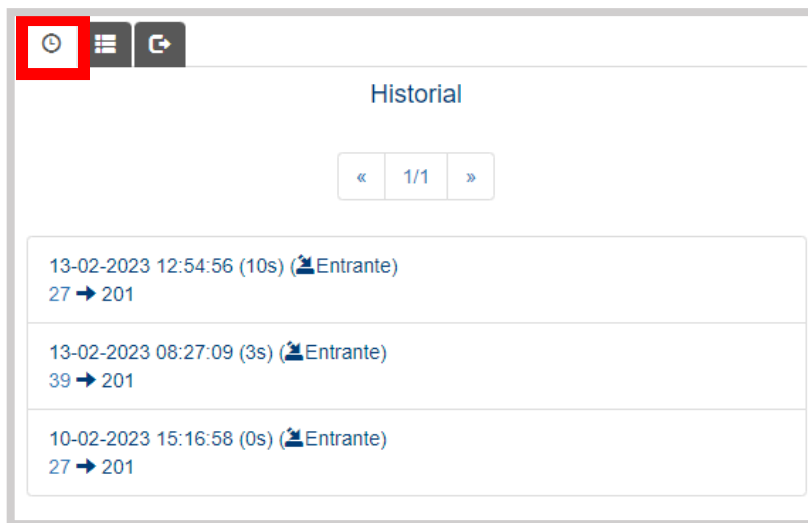 Historial
« 1/1 »
13-02-2023 12:54:56 (10s) (Entrante)
27 → 201
13-02-2023 08:27:09 (3s) (Entrante)
39 → 201
10-02-2023 15:16:58 (0s) (Entrante)
27 → 201